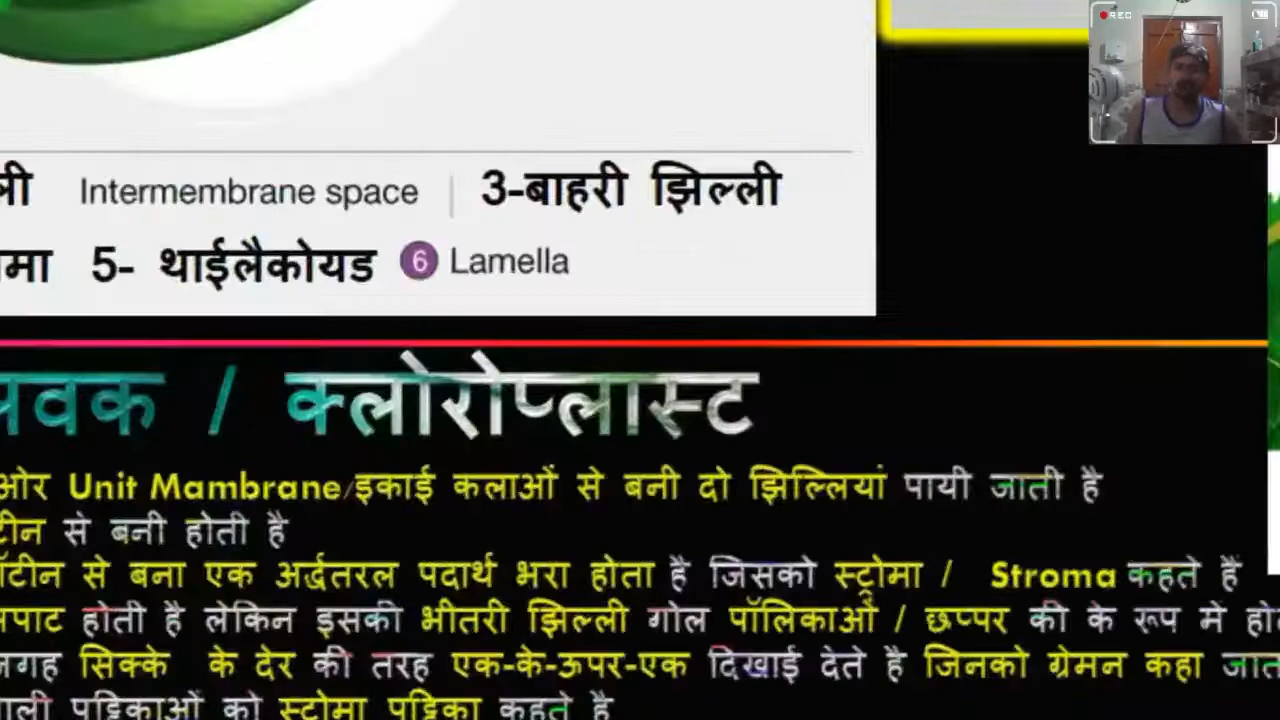 REC
ली Intermembrane space | 3-बाहरी झिल्ली
मा 5- थाईलैकोयड 6 Lamella
वक / क्लोरोप्लास्ट
ओर Unit Mambrane/इकाई कलाओं से बनी दो झिल्लियां पायी जाती है
टीन से बनी होती है
ॉटीन से बना एक अर्द्धतरल पदार्थ भरा होता है जिसको स्ट्रोमा / Stroma कहते है
सपाट होती है लेकिन इसकी भीतरी झिल्ली गोल पॉलिकाओं / छप्पर की के रूप में हो
जगह सिक्के के देर की तरह एक-के-ऊपर-एक दिखाई देते है जिनको ग्रेमन कहा जात
ाली पट्टिकाओं को स्टोमा पट्टिका कहते है